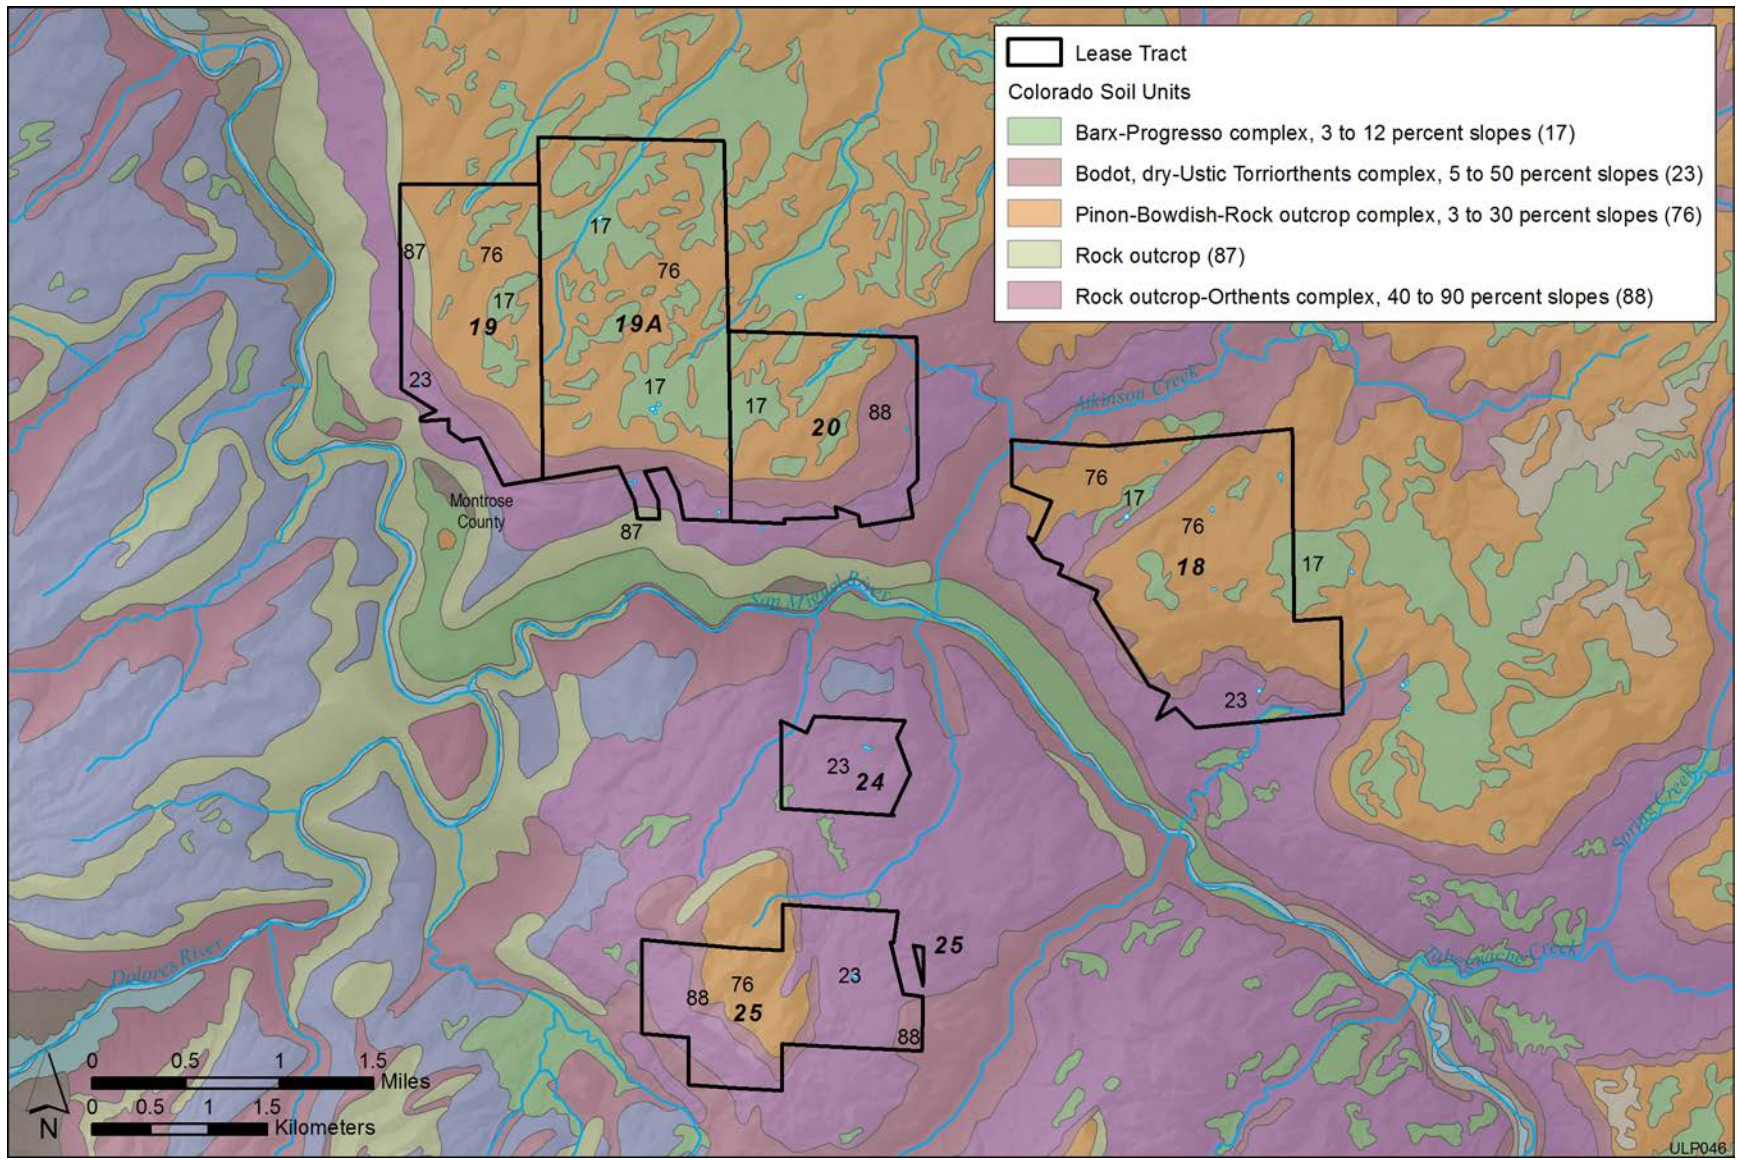 Lease Tract
Colorado Soil Units
Barx-Progresso complex, 3 to 12 percent slopes (17)
Bodot, dry-Ustic Torriorthents complex, 5 to 50 percent slopes (23)
Pinon-Bowdish-Rock outcrop complex, 3 to 30 percent slopes (76)
Rock outcrop (87)
Rock outcrop-Orthents complex, 40 to 90 percent slopes (88)
17
87
76
76
17
19
19A
23
17
17
20
88
Atkinson Creek
76
17
Montrose
County
87
76
18
17
San Miguel River
23
23
24
Spring Creek
Dolores River
25
Tabeguache Creek
23
76
88
25
88
0 0.5 1 1.5
Miles
0 0.5 1 1.5
Kilometers
N
ULP046